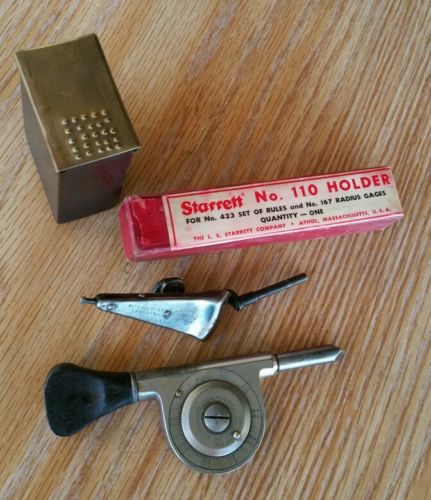 Starrett No. 110 HOLDER
FOR No. 423 SET OF RULES and No. 167 RADIUS GAGES
QUANTITY — ONE
THE L. S. STARRETT COMPANY • ATHOL, MASSACHUSETTS, U. S. A.